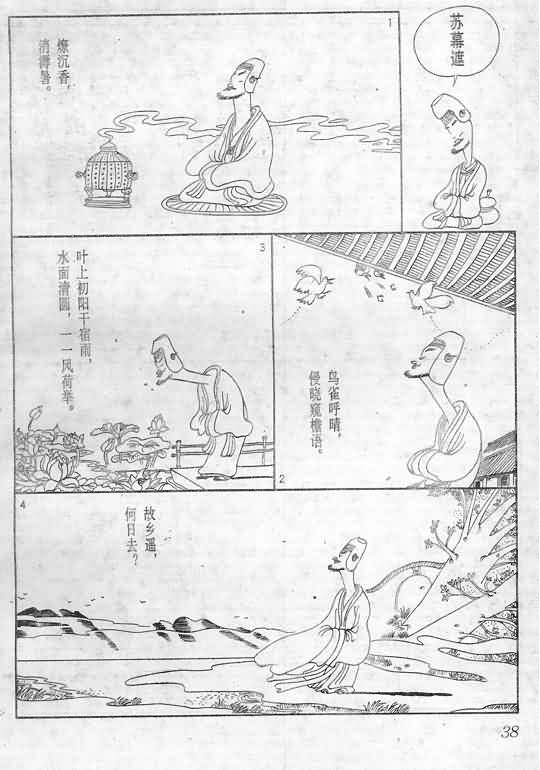 苏幕遮
1
燎沉香，
消溽暑。
2
鸟雀呼晴，
侵晓窥檐语。
3
叶上初阳干宿雨，
水面清圆，一一风荷举。
4
故乡遥，
何日去？
38